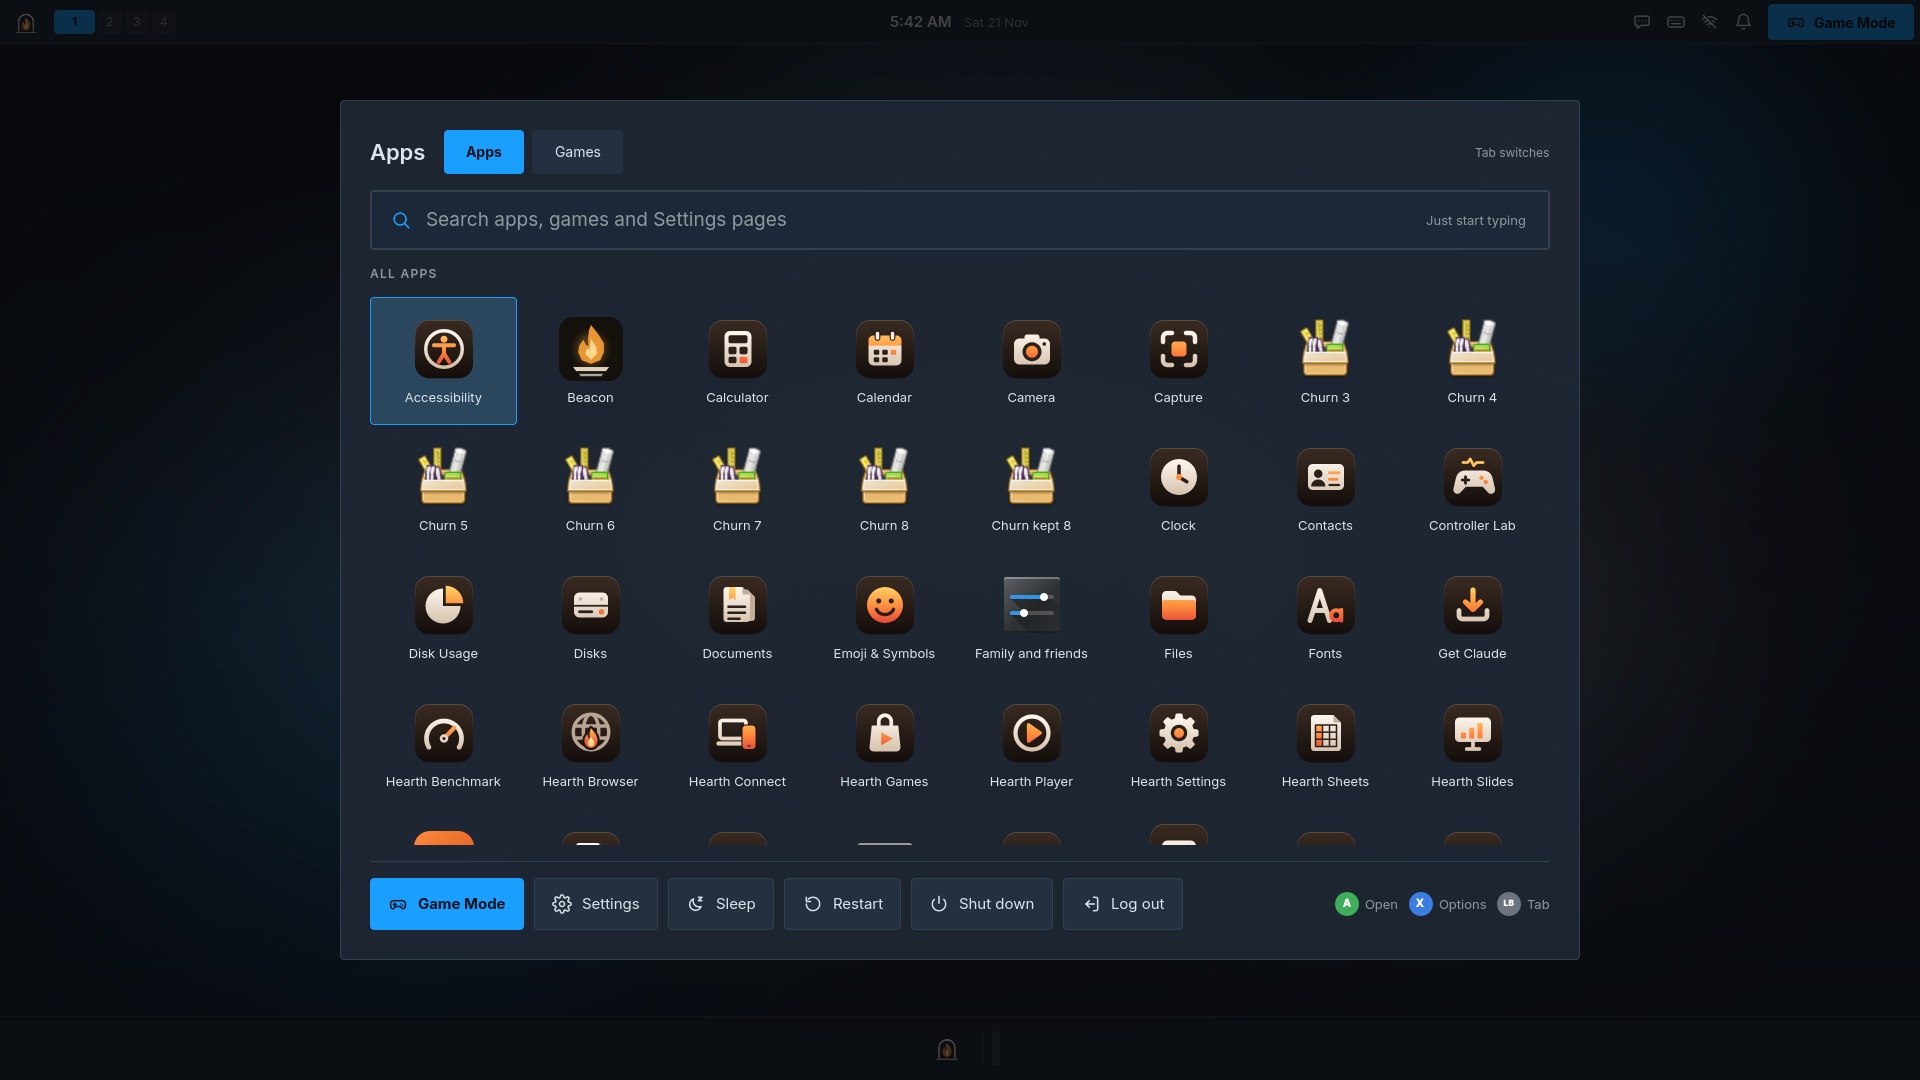 1 2 3 4
5:42 AM Sat 21 Nov
Game Mode
Apps Apps Games Tab switches
Search apps, games and Settings pages Just start typing
ALL APPS
Accessibility Beacon Calculator Calendar Camera Capture Churn 3 Churn 4
Churn 5 Churn 6 Churn 7 Churn 8 Churn kept 8 Clock Contacts Controller Lab
Disk Usage Disks Documents Emoji & Symbols Family and friends Files Fonts Get Claude
Hearth Benchmark Hearth Browser Hearth Connect Hearth Games Hearth Player Hearth Settings Hearth Sheets Hearth Slides
Game Mode Settings Sleep Restart Shut down Log out A Open X Options LB Tab